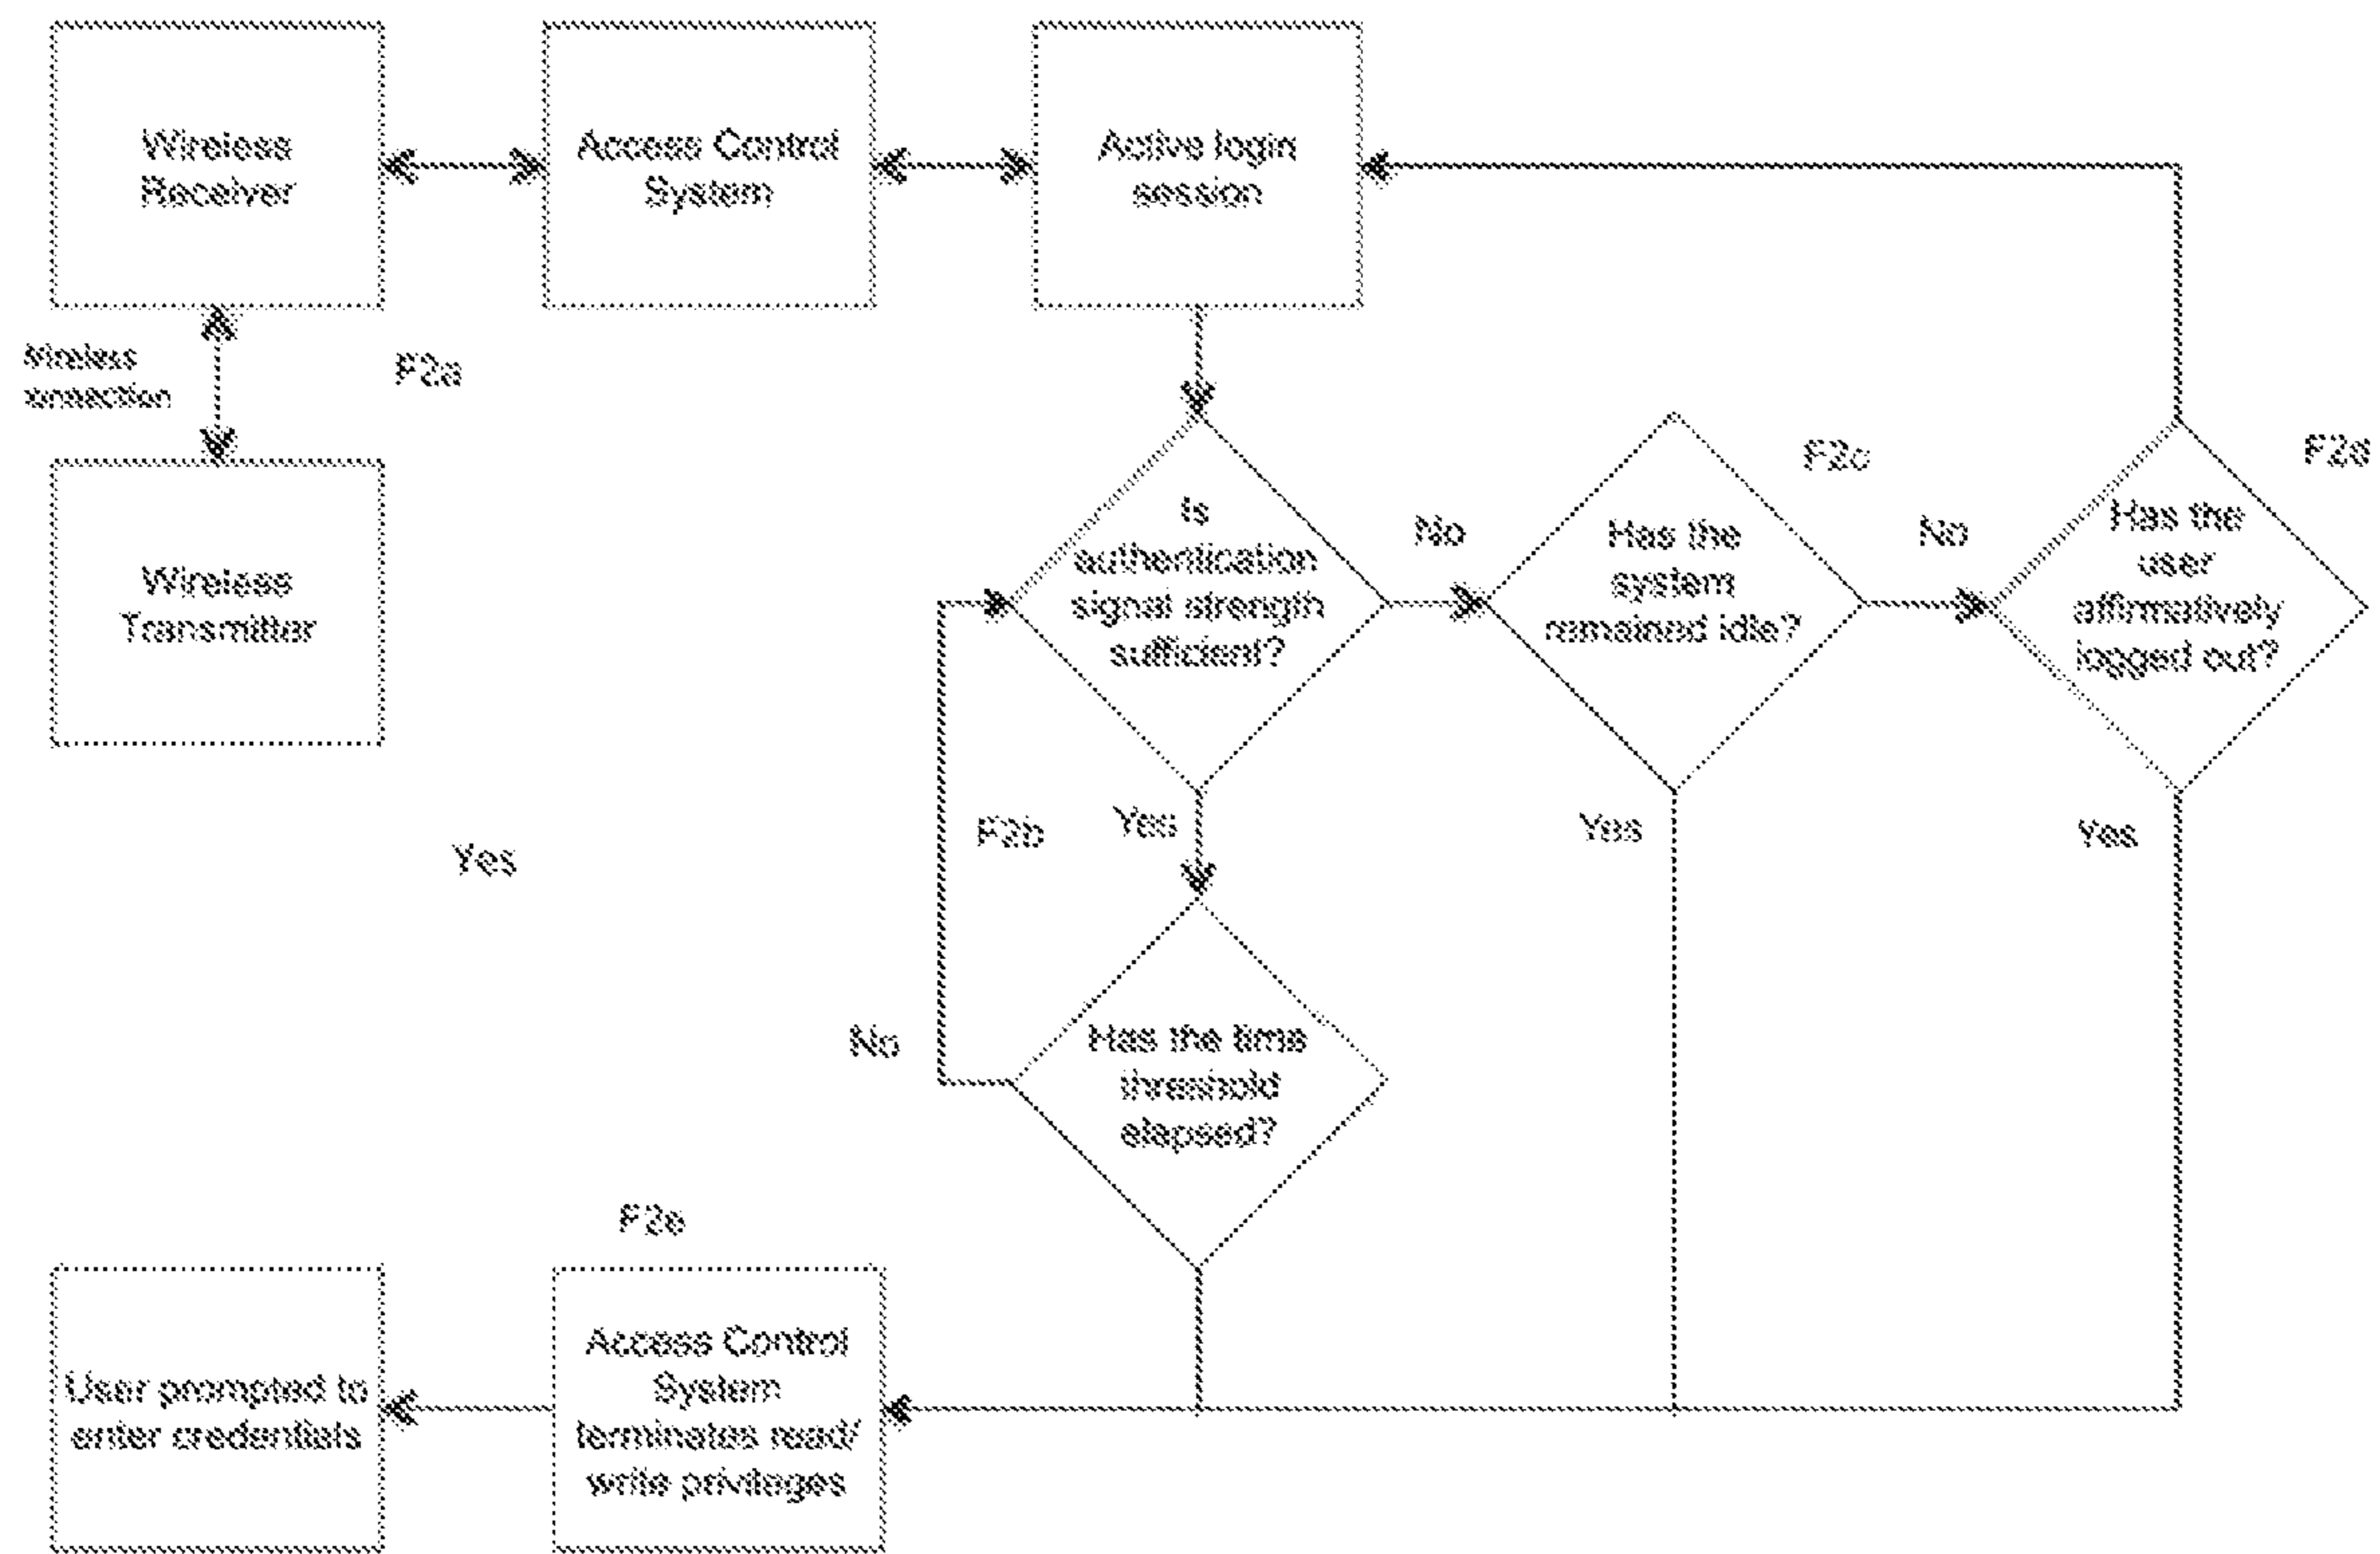 Wireless
Receiver
Access Control
System
Active login
session
Wireless
F2a
Wireless
Transmitter
F2c
F2d
Is
authentication
signal strength
sufficient?
No
Has the
system
remained idle?
No
Has the
user
affirmatively
logged out?
F2b
Yes
Yes
Yes
Yes
No
Has the time
threshold
elapsed?
F2e
User prompted to
enter credentials
Access Control
System
terminates read/
write privileges